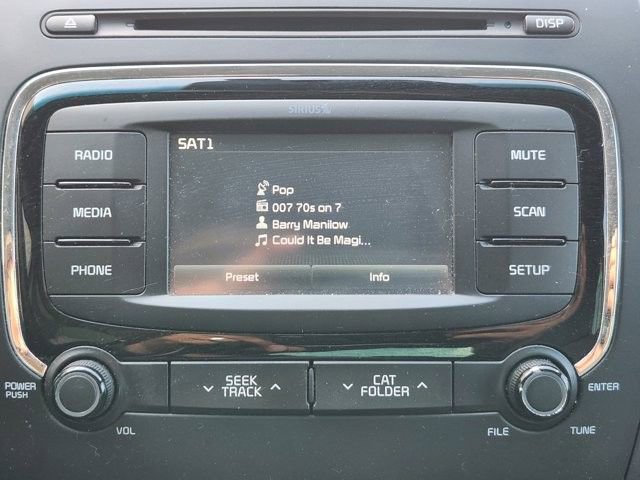 DISP
SIRIUS
RADIO
MEDIA
PHONE
SAT1
Pop
007 70s on 7
Barry Manilow
Could It Be Magi...
Preset
Info
MUTE
SCAN
SETUP
POWER
PUSH
VOL
SEEK
TRACK
CAT
FOLDER
ENTER
FILE
TUNE